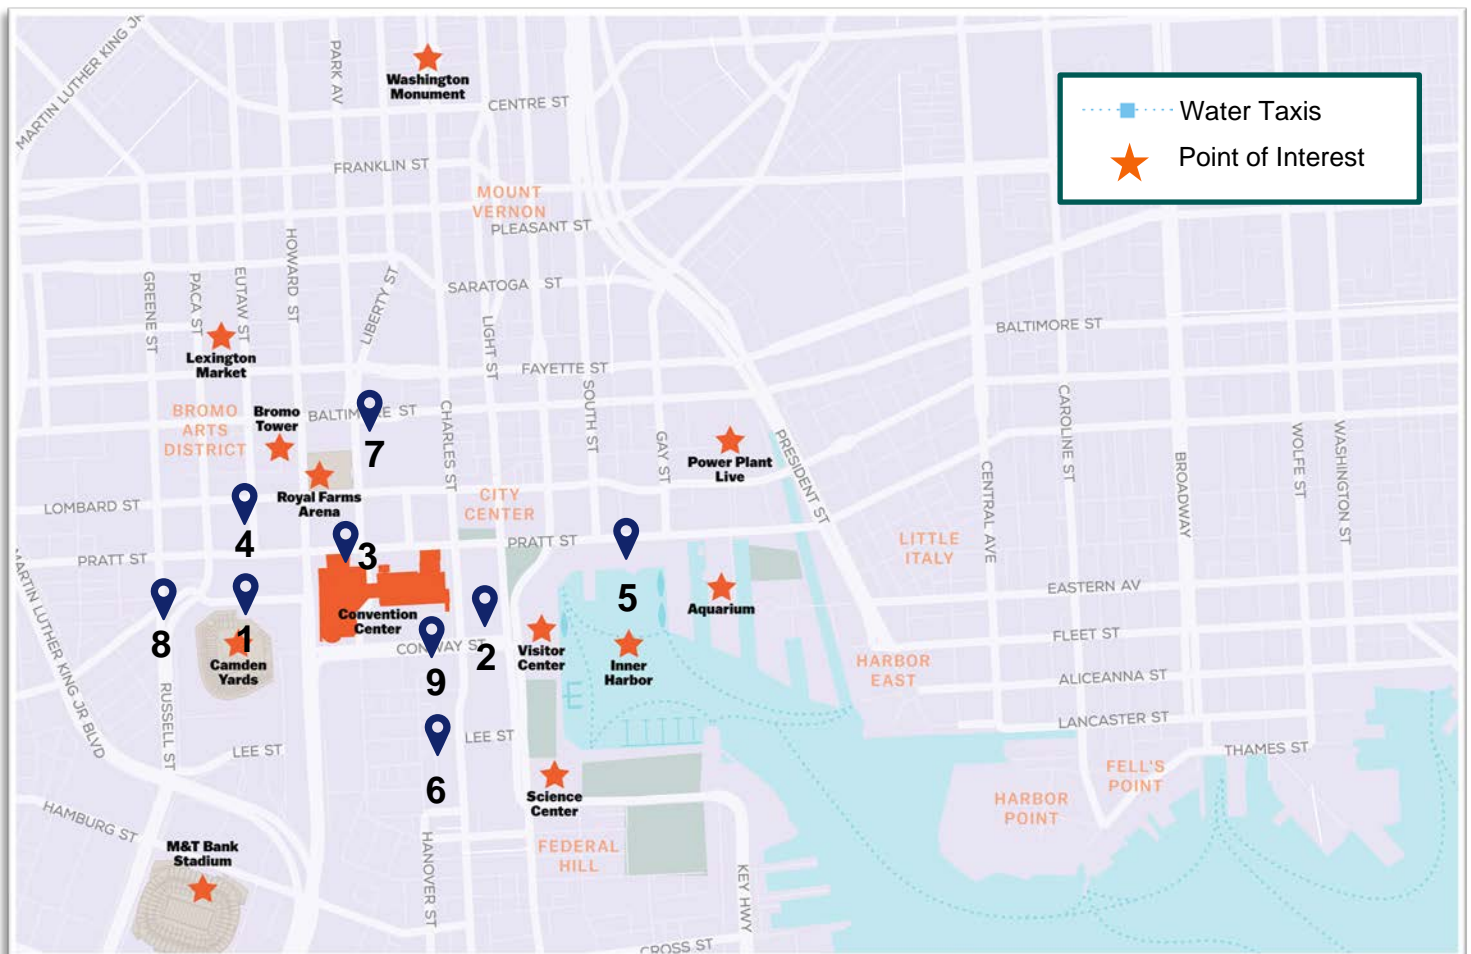 MARTIN LUTHER KING JR
PARK AV
Washington
Monument
CENTRE ST
Water Taxis
Point of Interest
FRANKLIN ST
MOUNT
VERNON
PLEASANT ST
HOWARD ST
GREENE ST
PACA ST
EUTAW ST
LIBERTY ST
SARATOGA ST
LIGHT ST
BALTIMORE ST
Lexington
Market
FAYETTE ST
SOUTH ST
BROMO
ARTS
DISTRICT
Bromo
Tower
BALTIMORE ST
7
CHARLES ST
GAY ST
Power Plant
Live
PRESIDENT ST
CENTRAL AVE
CAROLINE ST
BROADWAY
WOLFE ST
WASHINGTON ST
LOMBARD ST
Royal Farms
Arena
CITY
CENTER
4
3
PRATT ST
PRATT ST
LITTLE
ITALY
MARTIN LUTHER KING JR BLVD
8
1
Camden
Yards
Convention
Center
CONWAY ST
9
2
Visitor
Center
5
Inner
Harbor
Aquarium
EASTERN AV
FLEET ST
HARBOR
EAST
ALICEANNA ST
LANCASTER ST
THAMES ST
RUSSELL ST
LEE ST
LEE ST
6
Science
Center
FELL'S
POINT
HARBOR
POINT
HAMBURG ST
M&T Bank
Stadium
HANOVER ST
FEDERAL
HILL
KEY HWY
CROSS ST